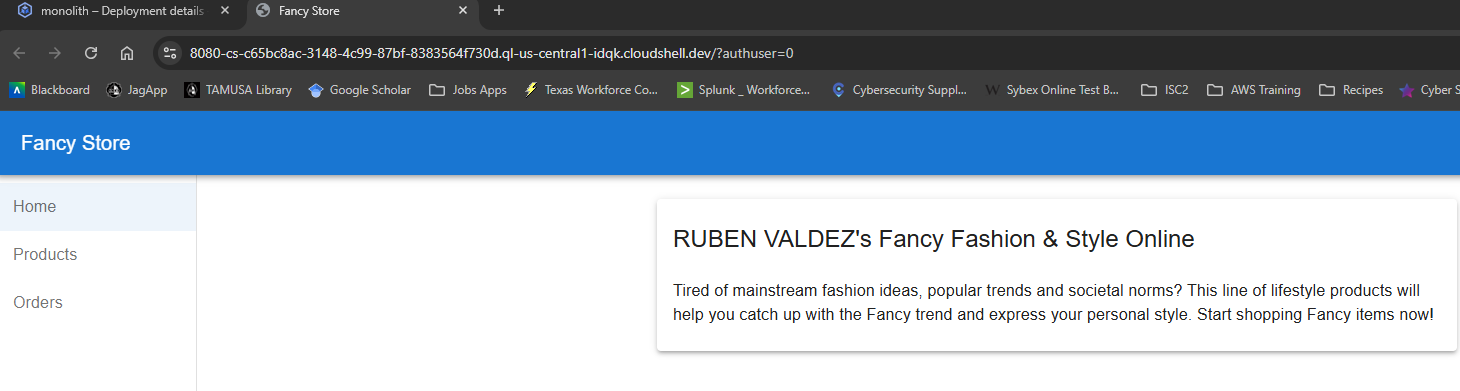 monolith – Deployment details
Fancy Store
8080-cs-c65bc8ac-3148-4c99-87bf-8383564f730d.ql-us-central1-idqk.cloudshell.dev/?authuser=0
Blackboard JagApp TAMUSA Library Google Scholar Jobs Apps Texas Workforce Co... Splunk _ Workforce... Cybersecurity Suppl... Sybex Online Test B... ISC2 AWS Training Recipes Cyber S
Fancy Store
Home
Products
Orders
RUBEN VALDEZ's Fancy Fashion & Style Online
Tired of mainstream fashion ideas, popular trends and societal norms? This line of lifestyle products will
help you catch up with the Fancy trend and express your personal style. Start shopping Fancy items now!